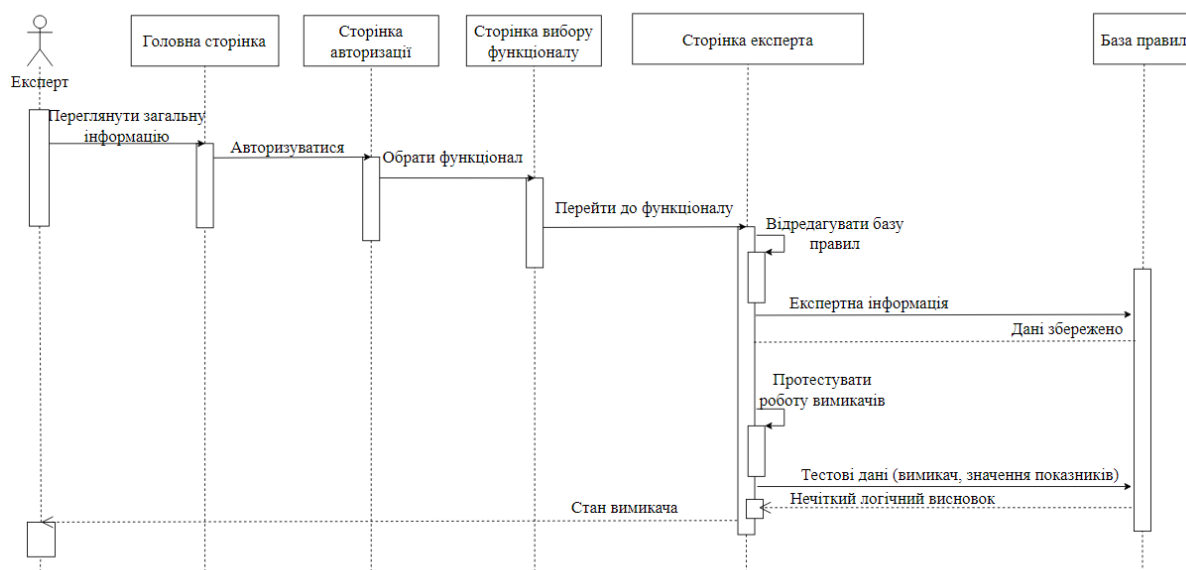 Експерт
Головна сторінка
Сторінка
авторизації
Сторінка вибору
функціоналу
Сторінка експерта
База правил
Переглянути загальну
інформацію
Авторизуватися
Обрати функціонал
Перейти до функціоналу
Відредагувати базу
правил
Експертна інформація
Дані збережено
Протестувати
роботу вимикачів
Тестові дані (вимикач, значення показників)
Нечіткий логічний висновок
Стан вимикача